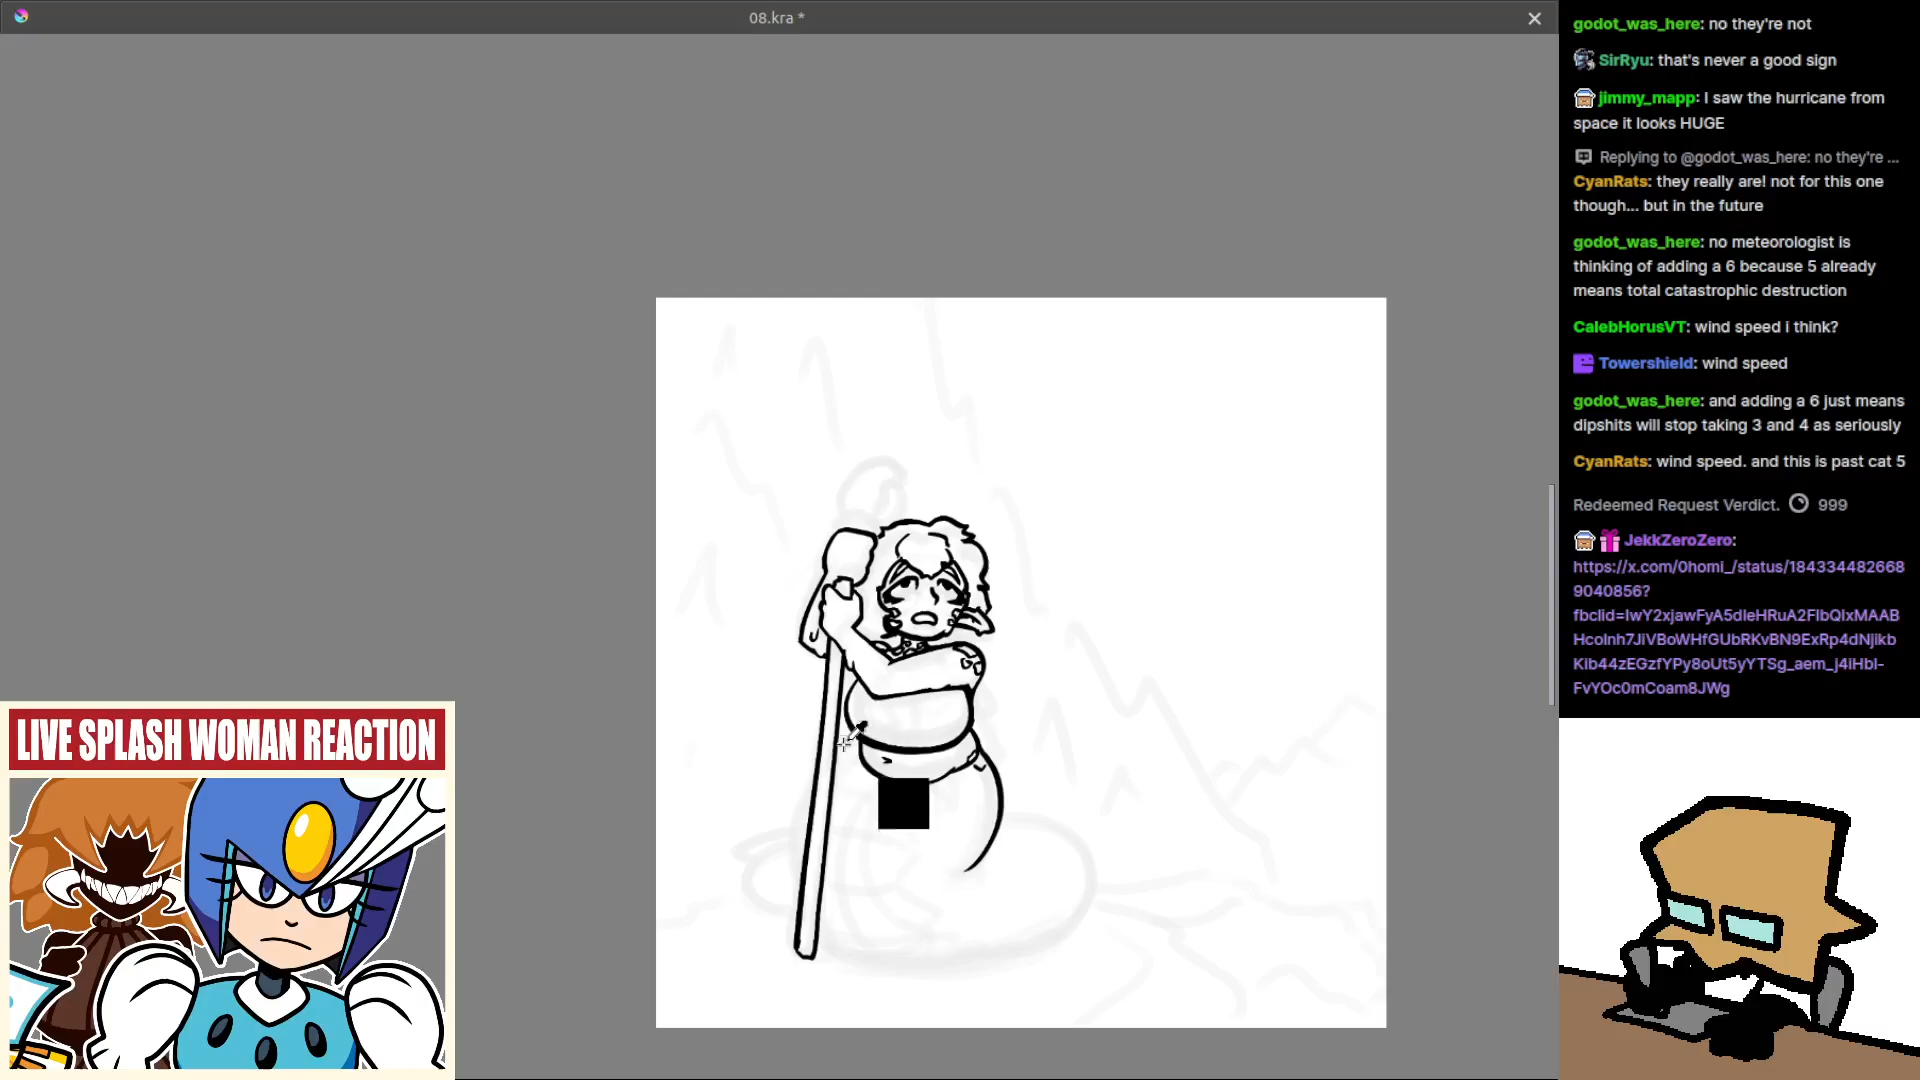 08.kra *
godot_was_here: no they're not
SirRyu: that's never a good sign
jimmy_mapp: I saw the hurricane from
space it looks HUGE
Replying to @godot_was_here: no they're ...
CyanRats: they really are! not for this one
though... but in the future
godot_was_here: no meteorologist is
thinking of adding a 6 because 5 already
means total catastrophic destruction
CalebHorusVT: wind speed i think?
Towershield: wind speed
godot_was_here: and adding a 6 just means
dipshits will stop taking 3 and 4 as seriously
CyanRats: wind speed. and this is past cat 5
Redeemed Request Verdict. 999
JekkZeroZero:
https://x.com/0homi_/status/184334482668
9040856?
fbclid=IwY2xjawFyA5dleHRuA2FlbQIxMAAB
HcoInh7JiVBoWHfGUbRKvBN9ExRp4dNjikb
Kib44zEGzfYPy8oUt5yYTSg_aem_j4iHbl-
FvYOc0mCoam8JWg
LIVE SPLASH WOMAN REACTION